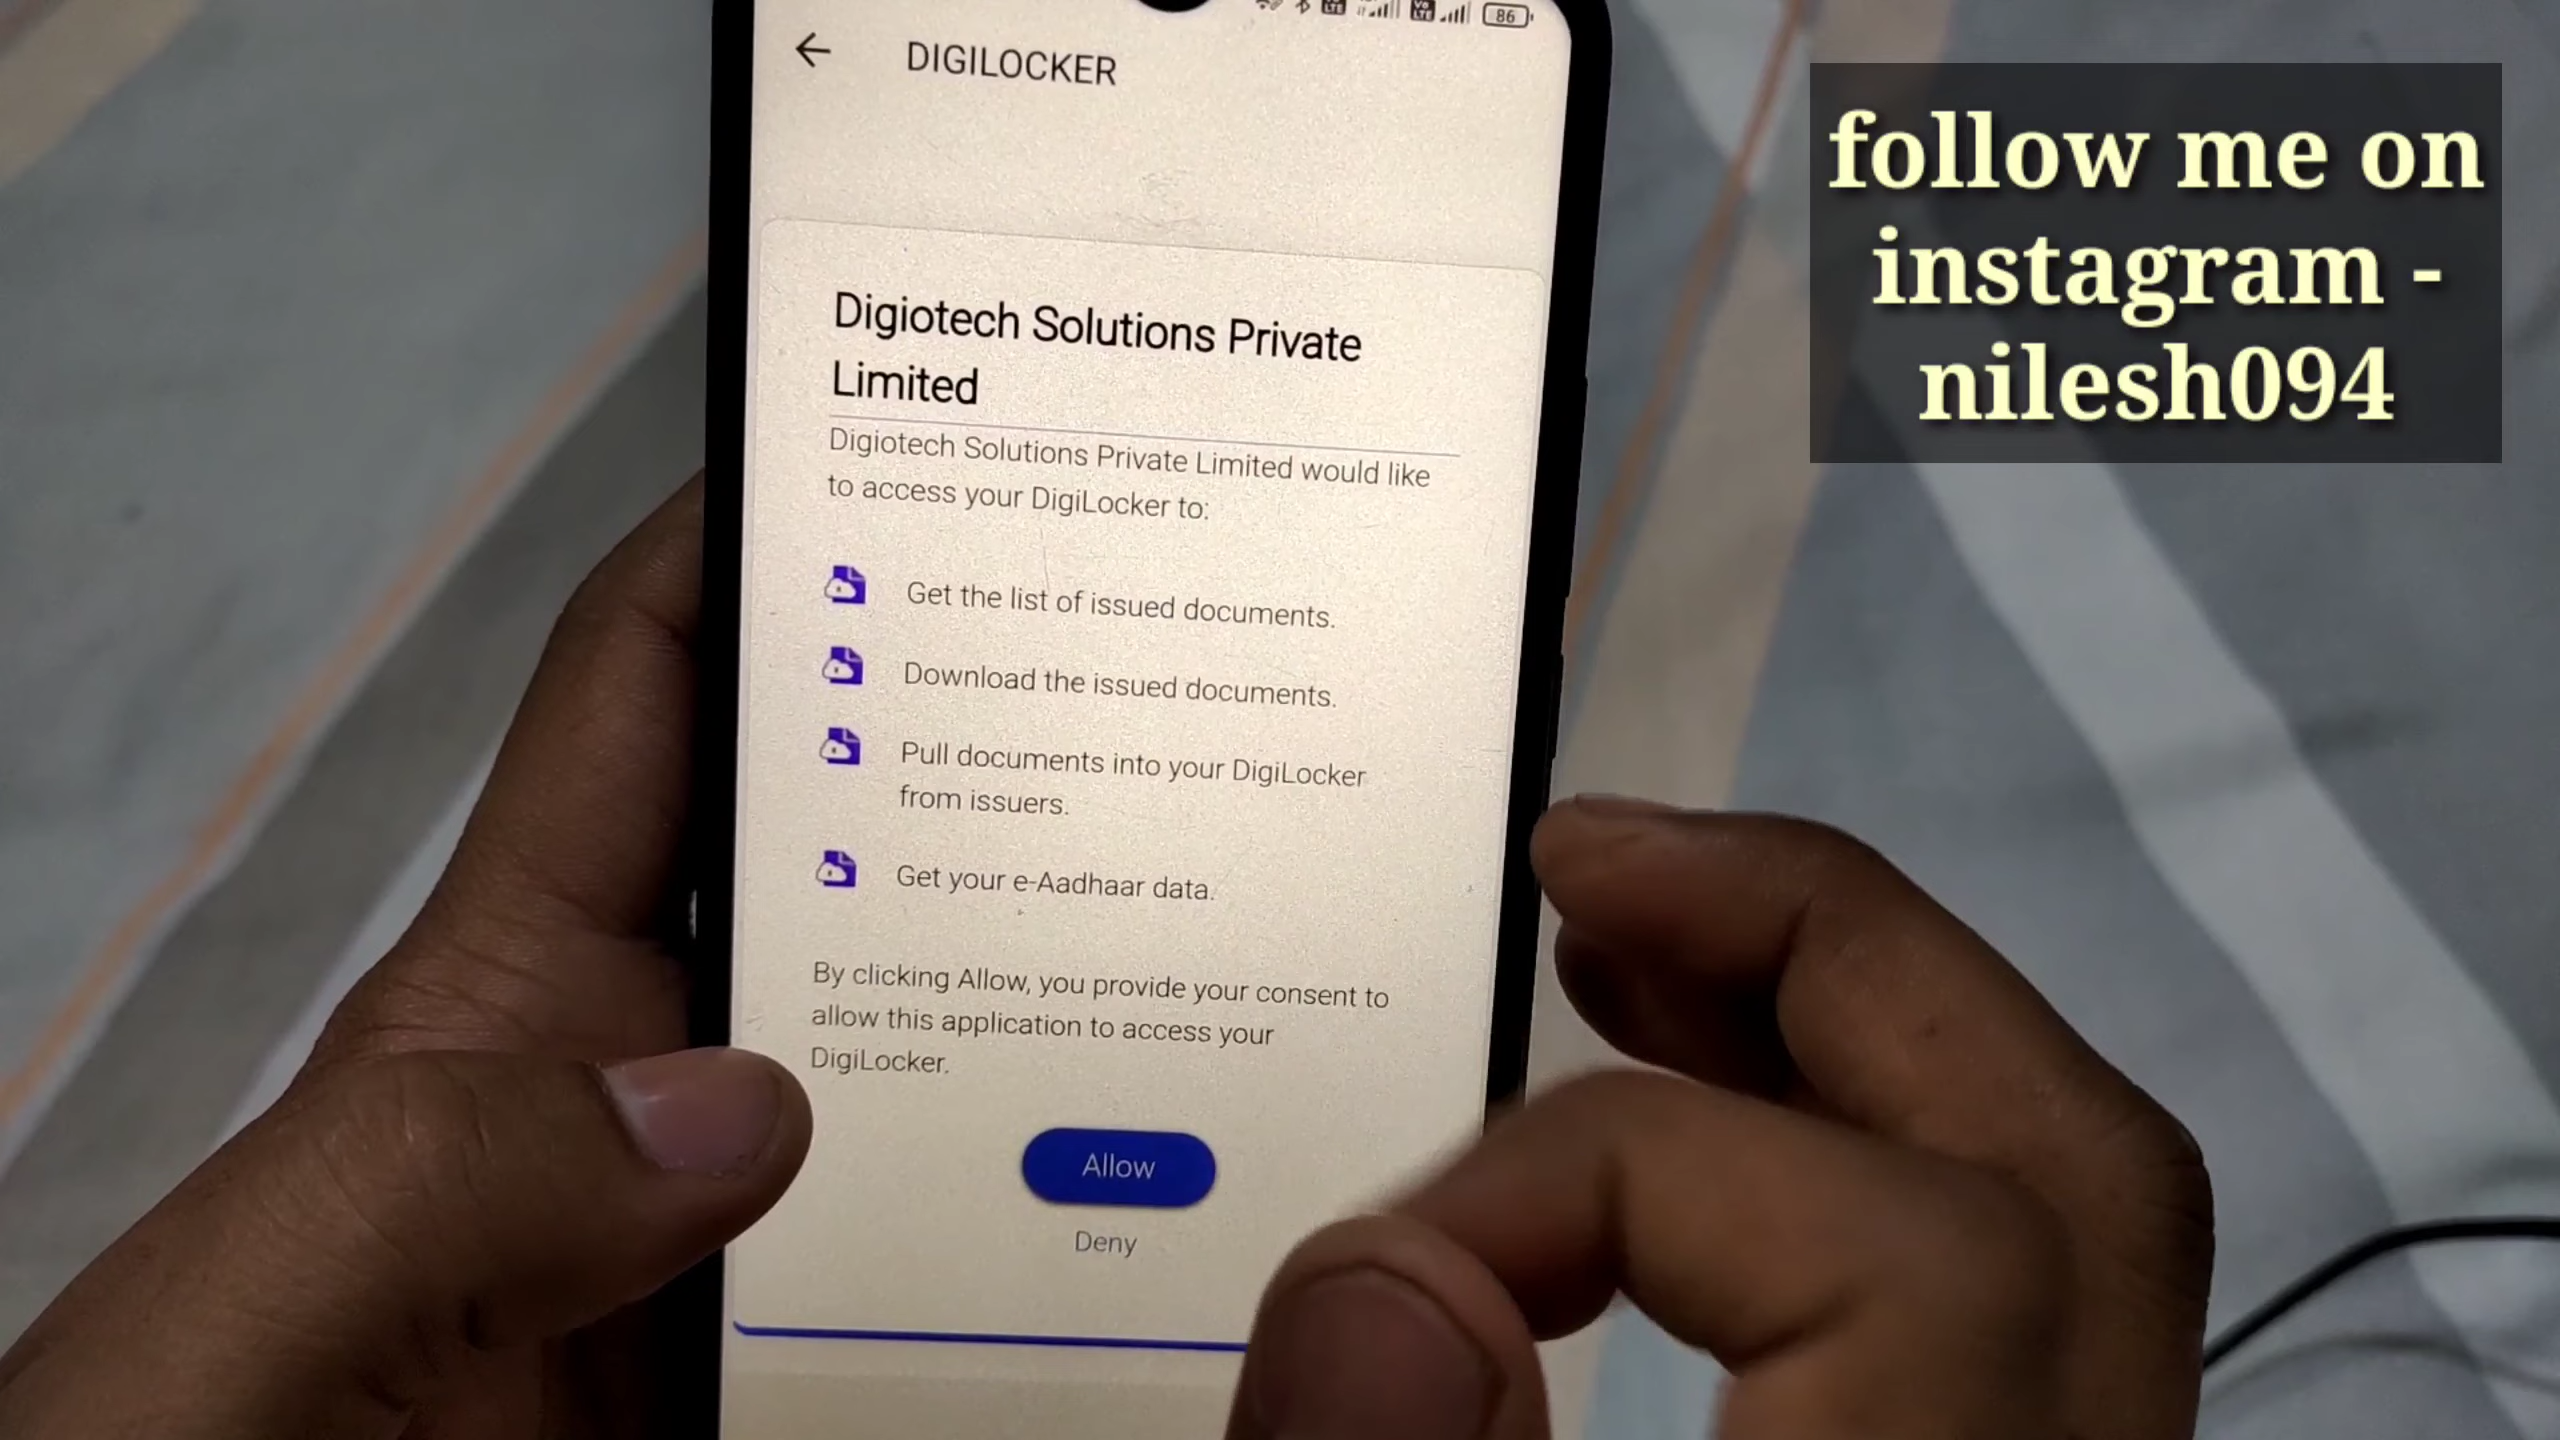 86
DIGILOCKER
Digiotech Solutions Private
Limited
Digiotech Solutions Private Limited would like
to access your DigiLocker to:
Get the list of issued documents.
Download the issued documents.
Pull documents into your DigiLocker
from issuers.
Get your e-Aadhaar data.
By clicking Allow, you provide your consent to
allow this application to access your
DigiLocker.
Allow
Deny
follow me on
instagram -
nilesh094